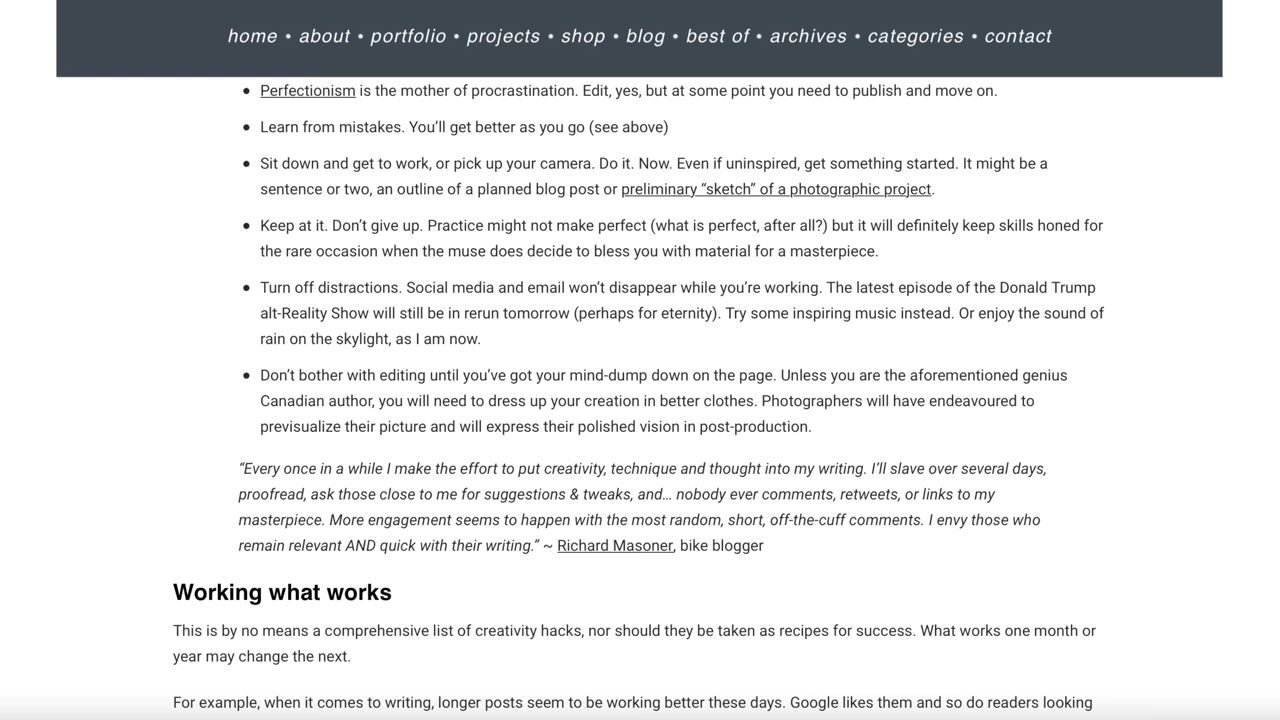 home • about • portfolio • projects • shop • blog • best of • archives • categories • contact
• Perfectionism is the mother of procrastination. Edit, yes, but at some point you need to publish and move on.
• Learn from mistakes. You’ll get better as you go (see above)
• Sit down and get to work, or pick up your camera. Do it. Now. Even if uninspired, get something started. It might be a
sentence or two, an outline of a planned blog post or preliminary “sketch” of a photographic project.
• Keep at it. Don’t give up. Practice might not make perfect (what is perfect, after all?) but it will definitely keep skills honed for
the rare occasion when the muse does decide to bless you with material for a masterpiece.
• Turn off distractions. Social media and email won’t disappear while you’re working. The latest episode of the Donald Trump
alt-Reality Show will still be in rerun tomorrow (perhaps for eternity). Try some inspiring music instead. Or enjoy the sound of
rain on the skylight, as I am now.
• Don’t bother with editing until you’ve got your mind-dump down on the page. Unless you are the aforementioned genius
Canadian author, you will need to dress up your creation in better clothes. Photographers will have endeavoured to
previsualize their picture and will express their polished vision in post-production.
“Every once in a while I make the effort to put creativity, technique and thought into my writing. I’ll slave over several days,
proofread, ask those close to me for suggestions & tweaks, and… nobody ever comments, retweets, or links to my
masterpiece. More engagement seems to happen with the most random, short, off-the-cuff comments. I envy those who
remain relevant AND quick with their writing.” ~ Richard Masoner, bike blogger
Working what works
This is by no means a comprehensive list of creativity hacks, nor should they be taken as recipes for success. What works one month or
year may change the next.
For example, when it comes to writing, longer posts seem to be working better these days. Google likes them and so do readers looking